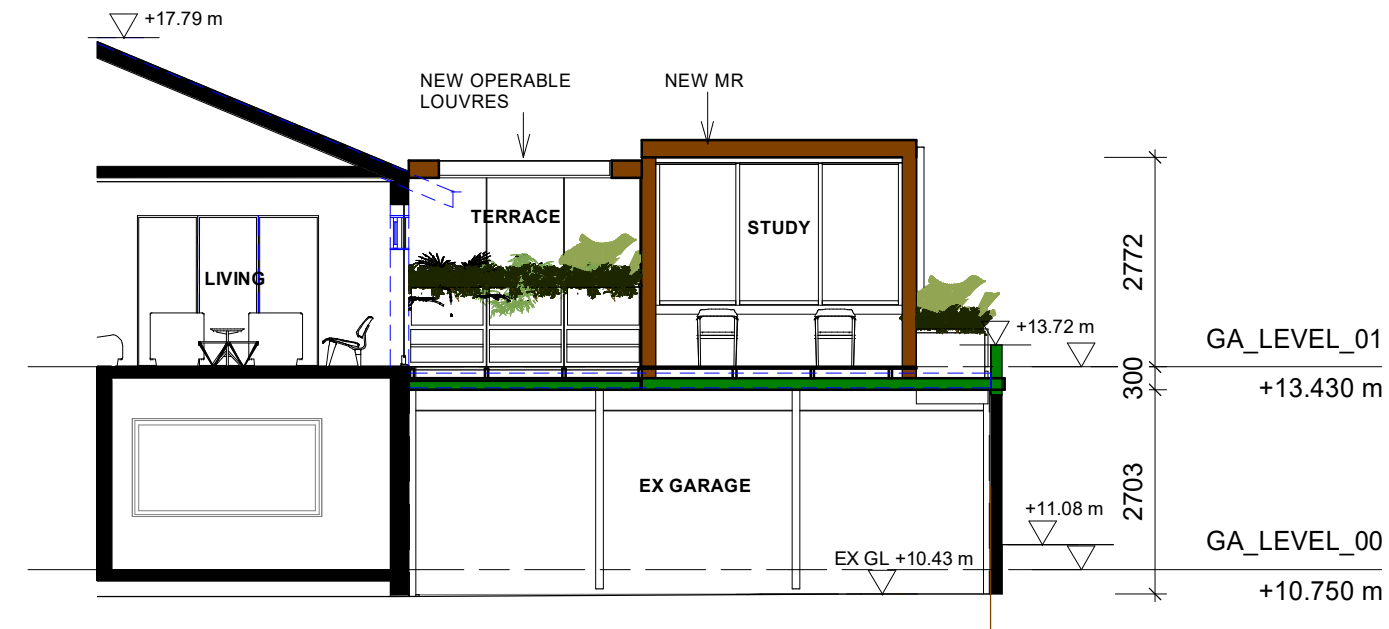 +17.79 m
NEW OPERABLE
LOUVRES
NEW MR
TERRACE
STUDY
LIVING
2772
+13.72 m
GA_LEVEL_01
300
+13.430 m
EX GARAGE
2703
+11.08 m
GA_LEVEL_00
EX GL +10.43 m
+10.750 m